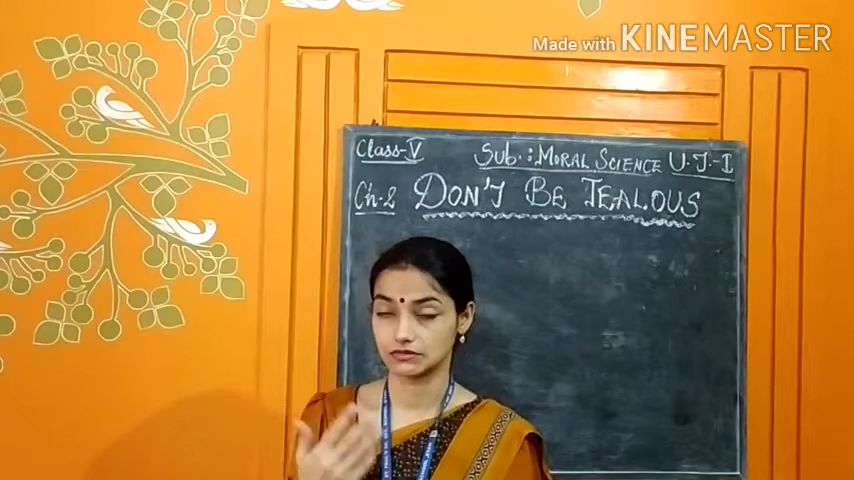 Made with KINEMASTER
Class-V Sub.: MORAL SCIENCE U.T.-I
Ch-2 DON'T BE JEALOUS